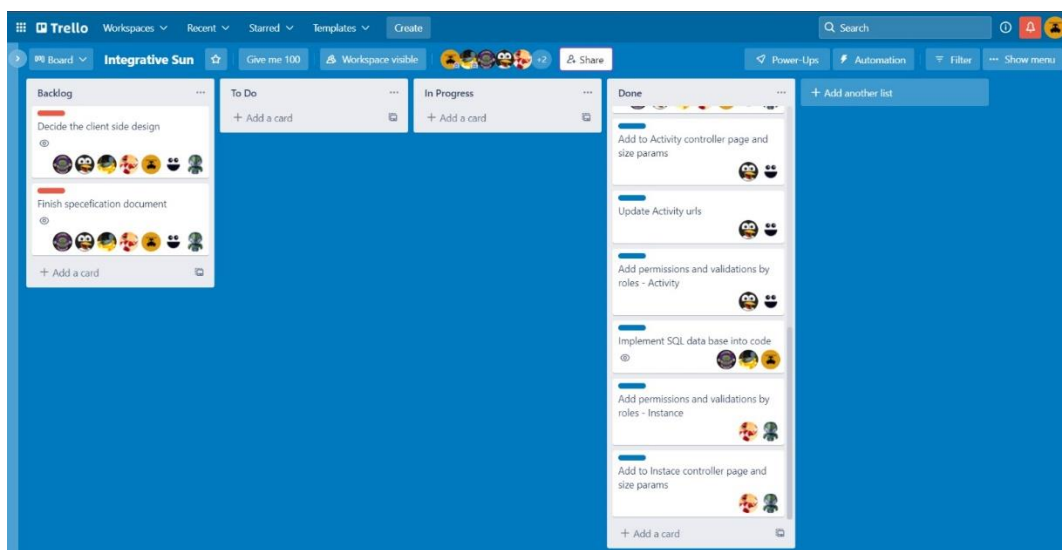 Trello Workspaces Recent Starred Templates Create Search
Board Integrative Sun Give me 100 Workspace visible +2 Share Power-Ups Automation Filter ··· Show menu
Backlog ···
Decide the client side design
Finish specefication document
+ Add a card
To Do ···
+ Add a card
In Progress ···
+ Add a card
Done ···
Add to Activity controller page and
size params
Update Activity urls
Add permissions and validations by
roles - Activity
Implement SQL data base into code
Add permissions and validations by
roles - Instance
Add to Instace controller page and
size params
+ Add a card
+ Add another list